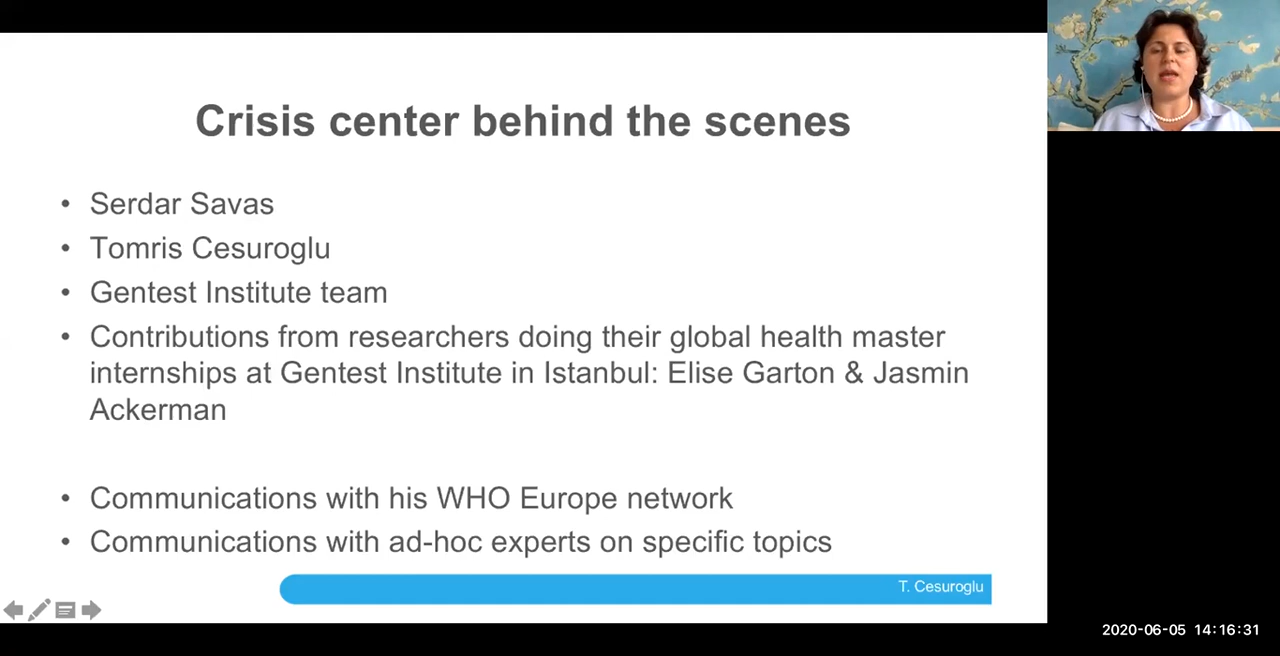 Crisis center behind the scenes
• Serdar Savas
• Tomris Cesuroglu
• Gentest Institute team
• Contributions from researchers doing their global health master
internships at Gentest Institute in Istanbul: Elise Garton & Jasmin
Ackerman
• Communications with his WHO Europe network
• Communications with ad-hoc experts on specific topics
T. Cesuroglu
2020-06-05 14:16:31